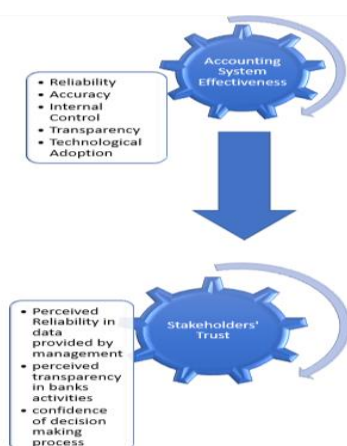 Accounting
System
Effectiveness
• Reliability
• Accuracy
• Internal
Control
• Transparency
• Technological
Adoption
Stakeholders'
Trust
• Perceived
Reliability in
data
provided by
management
• perceived
transparency
in banks
activities
• confidence
of decision
making
process